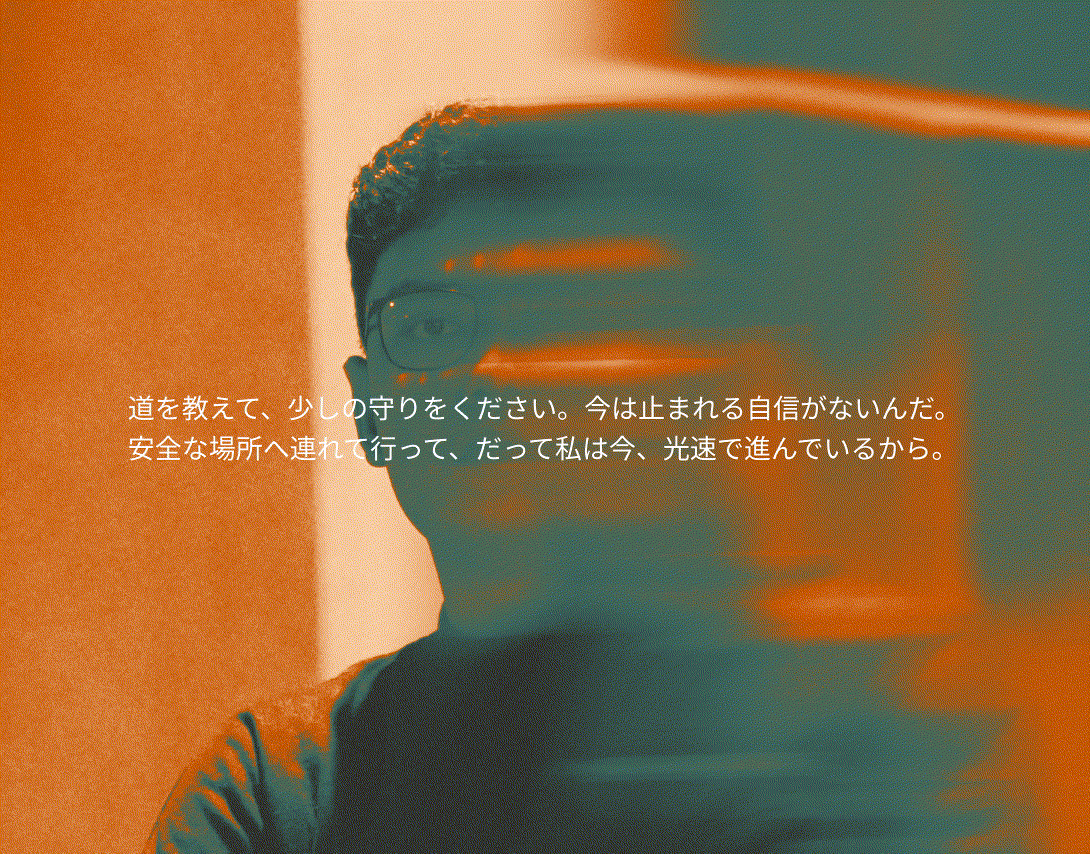 道を教えて、少しの守りをください。今は止まれる自信がないんだ。
安全な場所へ連れて行って、だって私は今、光速で進んでいるから。